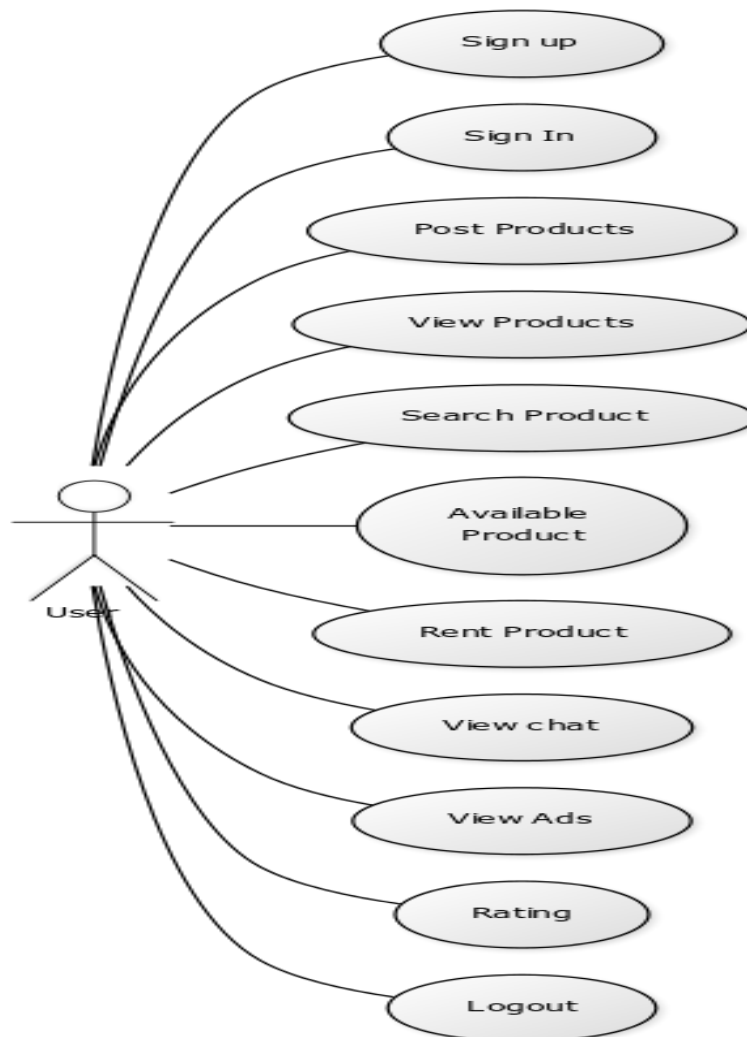 Sign up
Sign In
Post Products
View Products
Search Product
Available
Product
Rent Product
User
View chat
View Ads
Rating
Logout